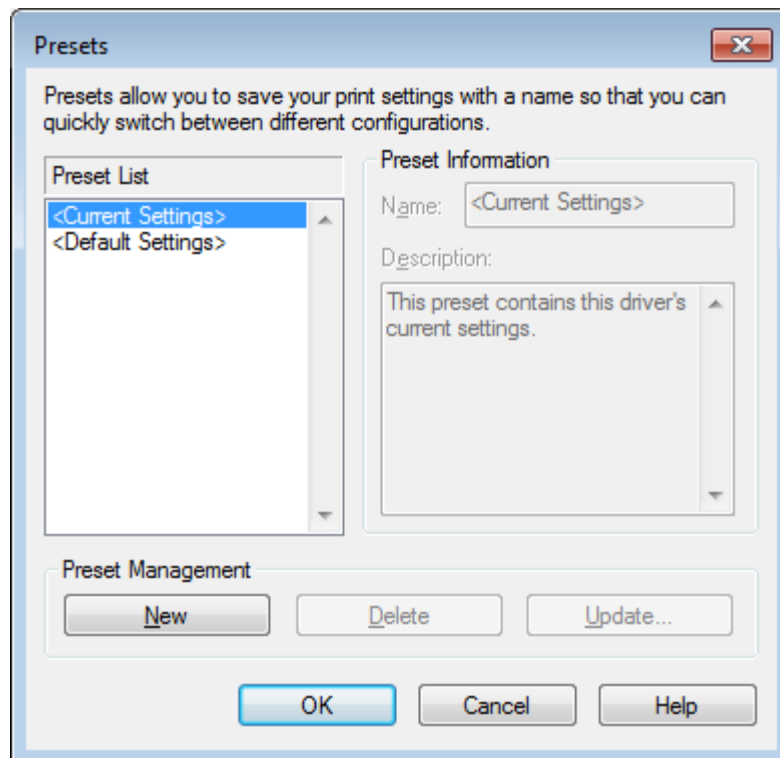 Presets
Presets allow you to save your print settings with a name so that you can
quickly switch between different configurations.
Preset List
<Current Settings>
<Default Settings>
Preset Information
Name:
<Current Settings>
Description:
This preset contains this driver's
current settings.
Preset Management
New
Delete
Update...
OK
Cancel
Help